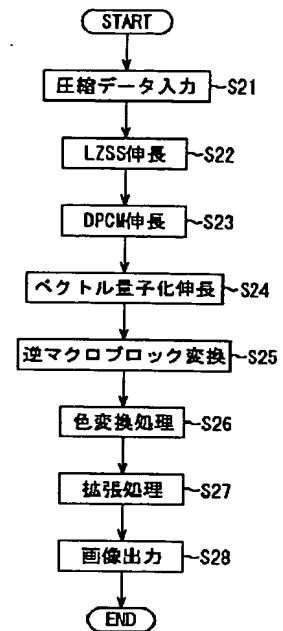 START
圧縮データ入力 S21
LZSS伸長 S22
DPCM伸長 S23
ベクトル量子化伸長 S24
逆マクロブロック変換 S25
色変換処理 S26
拡張処理 S27
画像出力 S28
END